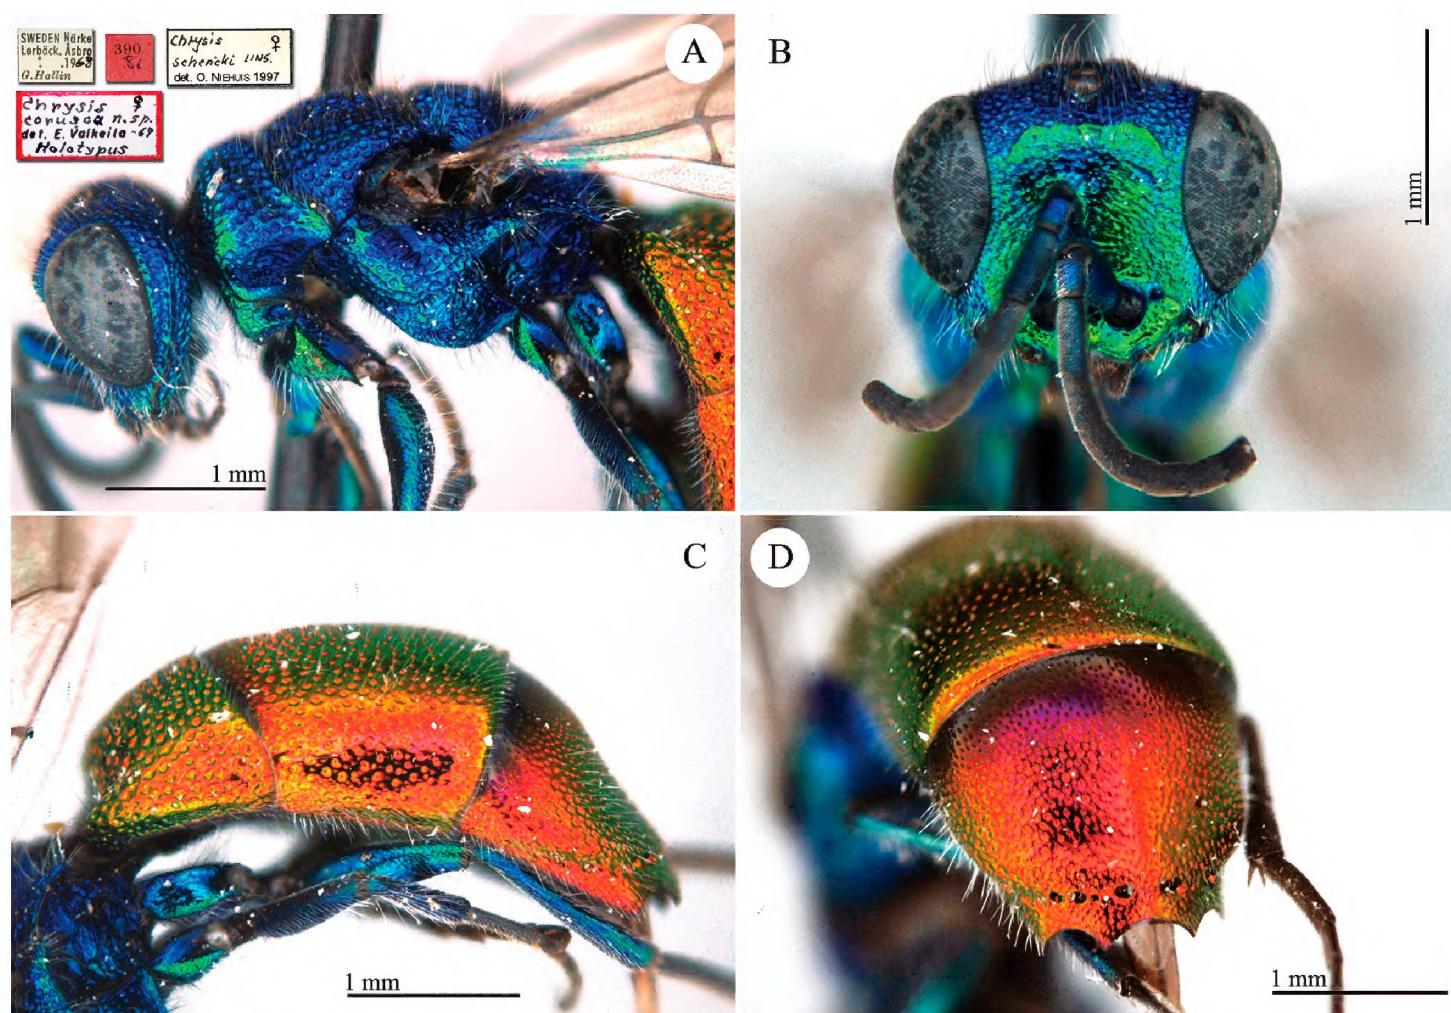 SWEDEN Närke
Lerbäck. Åsbro
. .1968
G. Hallin
390
Chrysis ♀
schencki LINS.
det. O. NIEHUIS 1997
Chrysis ♀
corusca n. sp.
det. E. Valkeila -69
Holotypus
A
B
1 mm
1 mm
C
D
1 mm
1 mm